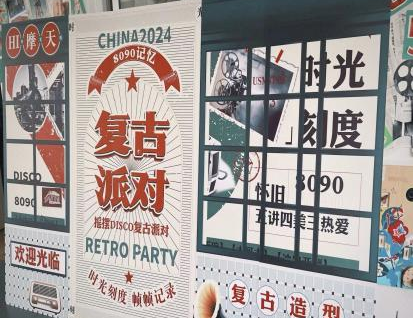 HI摩天
DISCO
8090
欢迎光临
CHINA2024
8090记忆
复古
派对
摇摆DISCO复古派对
RETRO PARTY
时光刻度 帧帧记录
时光
刻度
怀旧 8090
五讲四美三热爱
复古造型